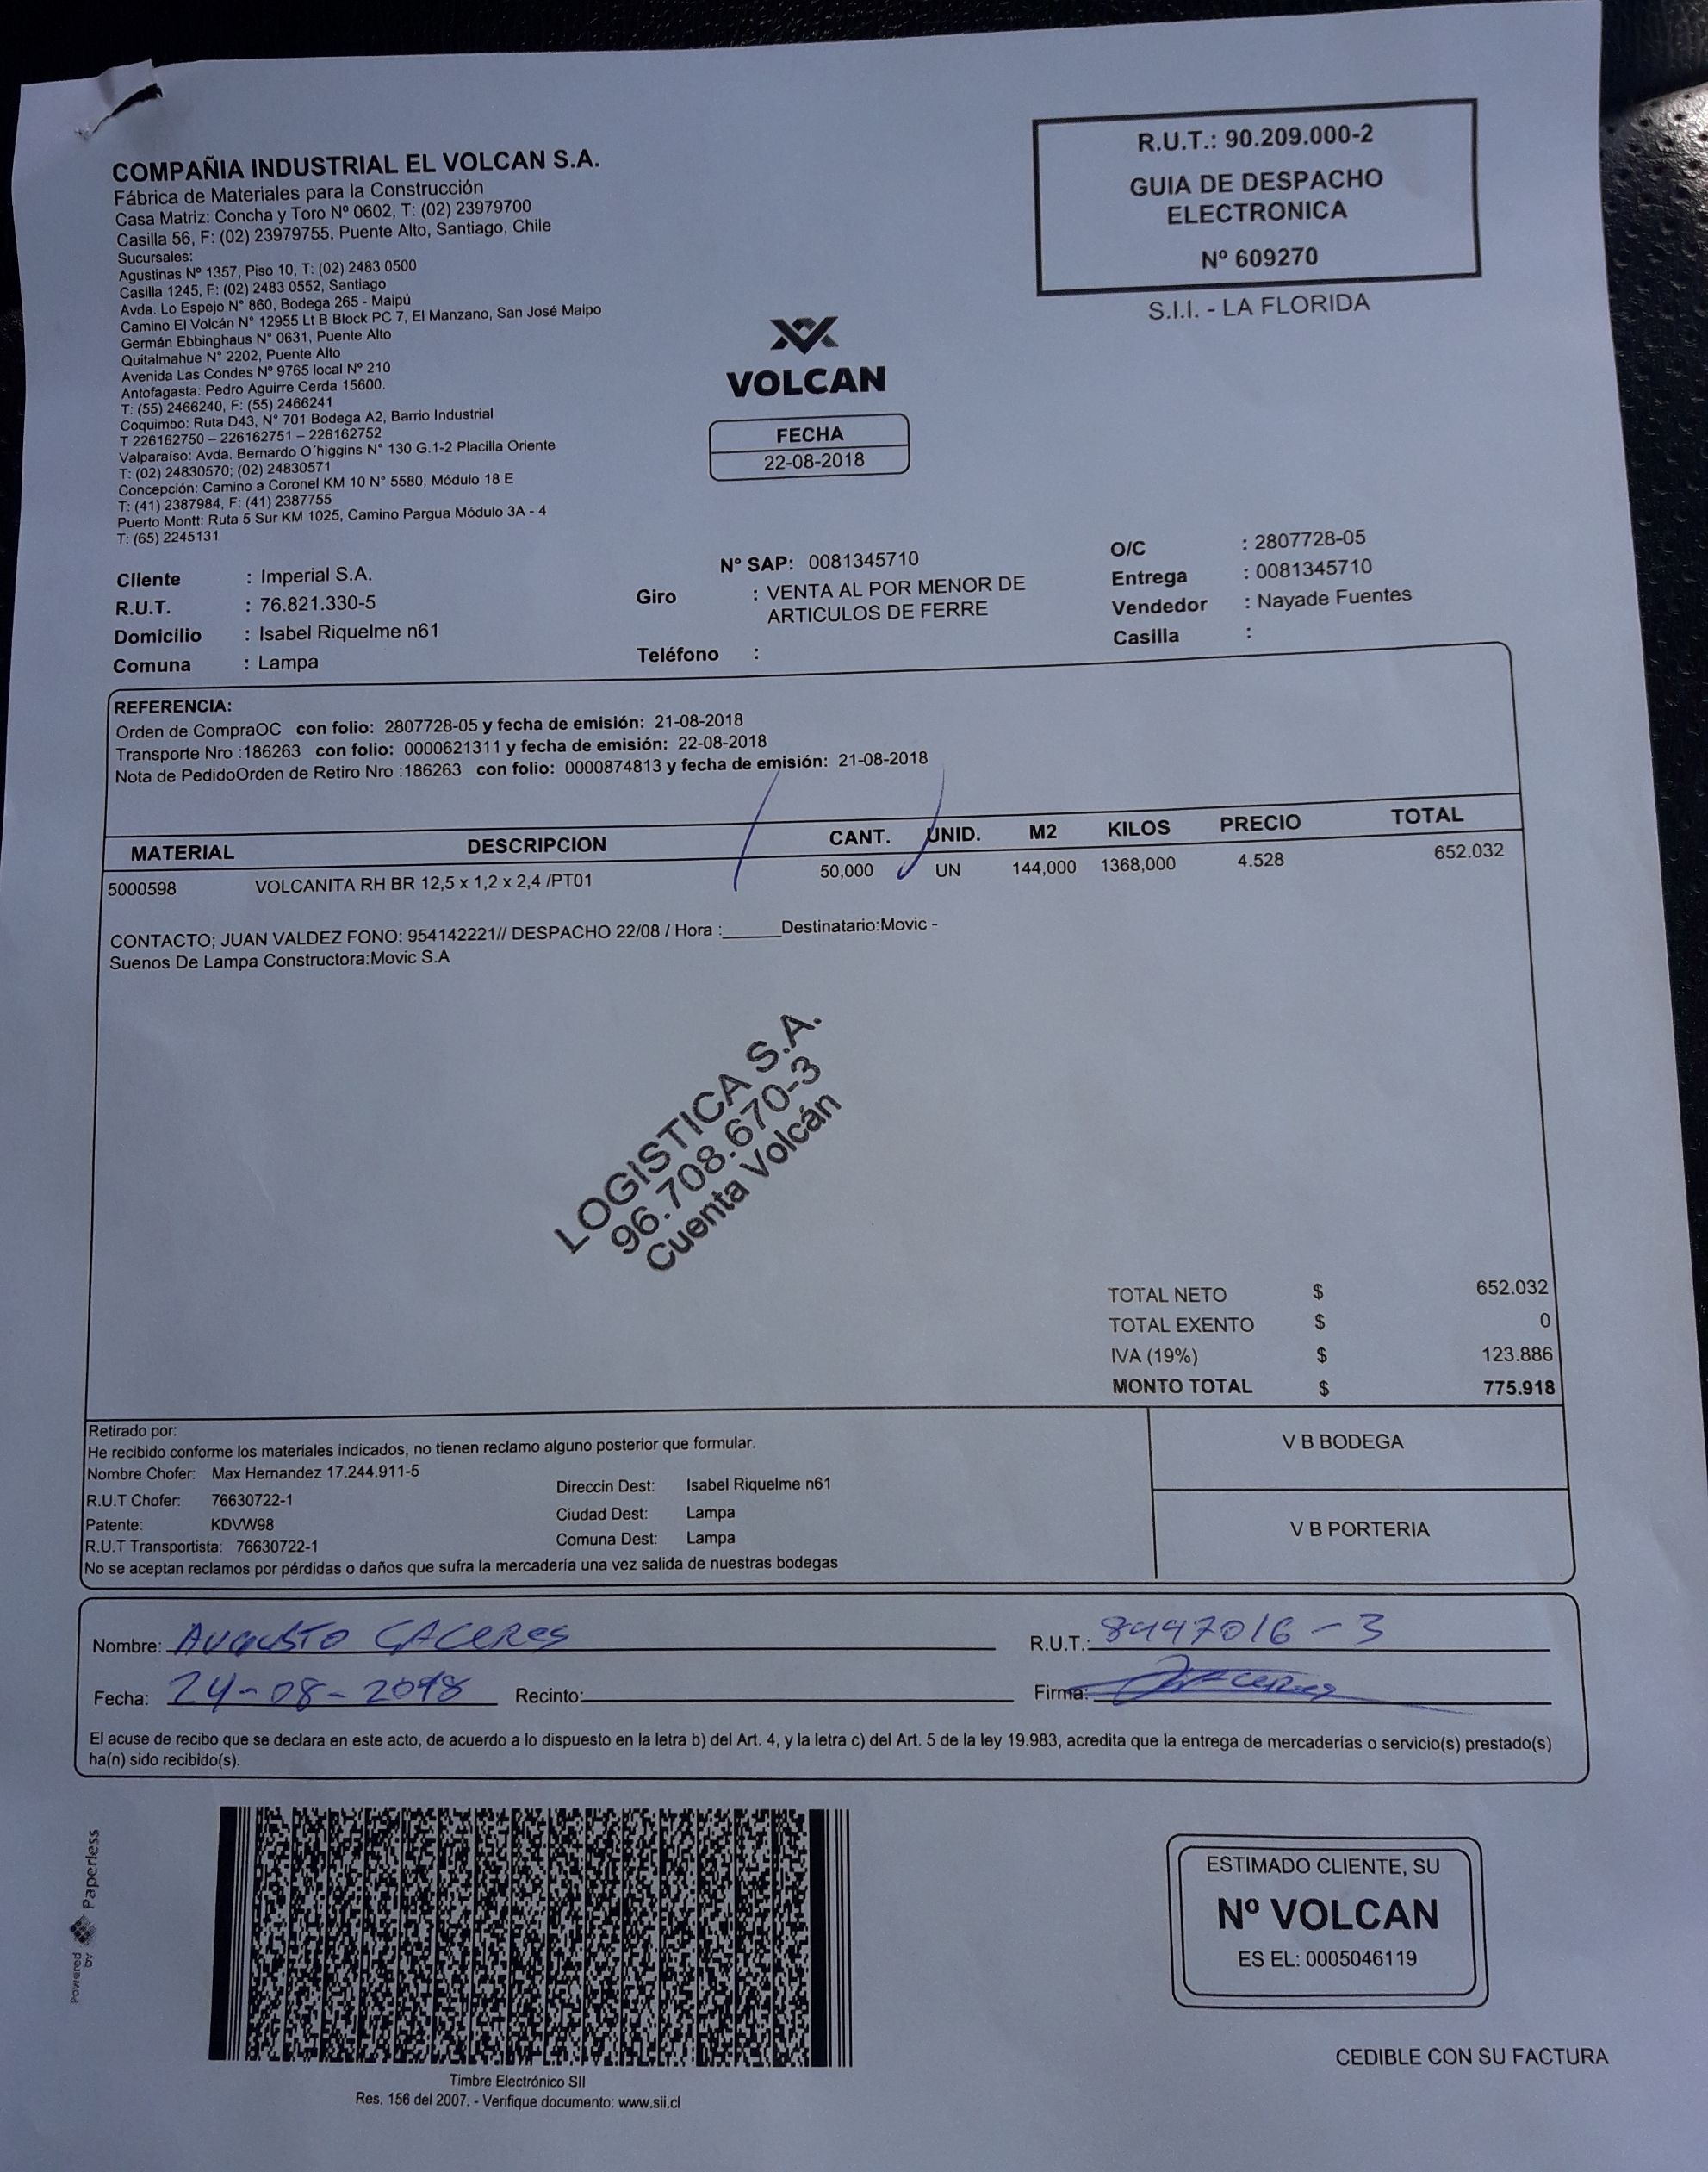 COMPAÑIA INDUSTRIAL EL VOLCAN S.A.
Fábrica de Materiales para la Construcción
Casa Matriz: Concha y Toro Nº 0602, T: (02) 23979700
Casilla 56, F: (02) 23979755, Puente Alto, Santiago, Chile
Sucursales:
Agustinas Nº 1357, Piso 10, T: (02) 2483 0500
Casilla 1245, F: (02) 2483 0552, Santiago
Avda. Lo Espejo N° 860, Bodega 265 - Maipú
Camino El Volcán N° 12955 Lt B Block PC 7, El Manzano, San José Maipo
Germán Ebbinghaus N° 0631, Puente Alto
Quitalmahue N° 2202, Puente Alto
Avenida Las Condes Nº 9765 local Nº 210
Antofagasta: Pedro Aguirre Cerda 15600.
T: (55) 2466240, F: (55) 2466241
Coquimbo: Ruta D43, N° 701 Bodega A2, Barrio Industrial
T 226162750 – 226162751 – 226162752
Valparaíso: Avda. Bernardo O´higgins N° 130 G.1-2 Placilla Oriente
T: (02) 24830570; (02) 24830571
Concepción: Camino a Coronel KM 10 N° 5580, Módulo 18 E
T: (41) 2387984, F: (41) 2387755
Puerto Montt: Ruta 5 Sur KM 1025, Camino Pargua Módulo 3A - 4
T: (65) 2245131
R.U.T.: 90.209.000-2
GUIA DE DESPACHO
ELECTRONICA
Nº 609270
S.I.I. - LA FLORIDA
VOLCAN
FECHA
22-08-2018
Cliente : Imperial S.A.
R.U.T. : 76.821.330-5
Domicilio : Isabel Riquelme n61
Comuna : Lampa
Nº SAP: 0081345710
Giro : VENTA AL POR MENOR DE
ARTICULOS DE FERRE
Teléfono :
O/C : 2807728-05
Entrega : 0081345710
Vendedor : Nayade Fuentes
Casilla :
REFERENCIA:
Orden de CompraOC con folio: 2807728-05 y fecha de emisión: 21-08-2018
Transporte Nro :186263 con folio: 0000621311 y fecha de emisión: 22-08-2018
Nota de PedidoOrden de Retiro Nro :186263 con folio: 0000874813 y fecha de emisión: 21-08-2018
MATERIAL DESCRIPCION CANT. UNID. M2 KILOS PRECIO TOTAL
5000598 VOLCANITA RH BR 12,5 x 1,2 x 2,4 /PT01 50,000 UN 144,000 1368,000 4.528 652.032
CONTACTO; JUAN VALDEZ FONO: 954142221// DESPACHO 22/08 / Hora :______Destinatario:Movic -
Suenos De Lampa Constructora:Movic S.A
LOGISTICA S.A.
96.708.670-3
Cuenta Volcán
TOTAL NETO $ 652.032
TOTAL EXENTO $ 0
IVA (19%) $ 123.886
MONTO TOTAL $ 775.918
Retirado por:
He recibido conforme los materiales indicados, no tienen reclamo alguno posterior que formular.
Nombre Chofer: Max Hernandez 17.244.911-5
R.U.T Chofer: 76630722-1
Patente: KDVW98
R.U.T Transportista: 76630722-1
Direccin Dest: Isabel Riquelme n61
Ciudad Dest: Lampa
Comuna Dest: Lampa
No se aceptan reclamos por pérdidas o daños que sufra la mercadería una vez salida de nuestras bodegas
V B BODEGA
V B PORTERIA
Nombre: AUGUSTO CACERES R.U.T.: 8447016-3
Fecha: 24-08-2018 Recinto: Firma:
El acuse de recibo que se declara en este acto, de acuerdo a lo dispuesto en la letra b) del Art. 4, y la letra c) del Art. 5 de la ley 19.983, acredita que la entrega de mercaderias o servicio(s) prestado(s)
ha(n) sido recibido(s).
Powered by Paperless
Timbre Electrónico SII
Res. 156 del 2007. - Verifique documento: www.sii.cl
ESTIMADO CLIENTE, SU
Nº VOLCAN
ES EL: 0005046119
CEDIBLE CON SU FACTURA